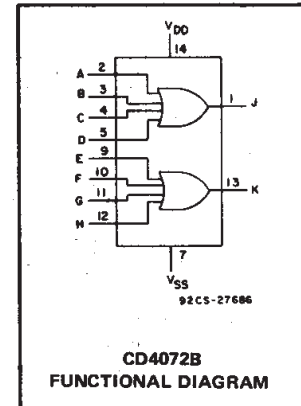 VDD
14
A 2
B 3
C 4
D 5
1 J
E 9
F 10
G 11
H 12
13 K
7
VSS
92CS-27686
CD4072B
FUNCTIONAL DIAGRAM